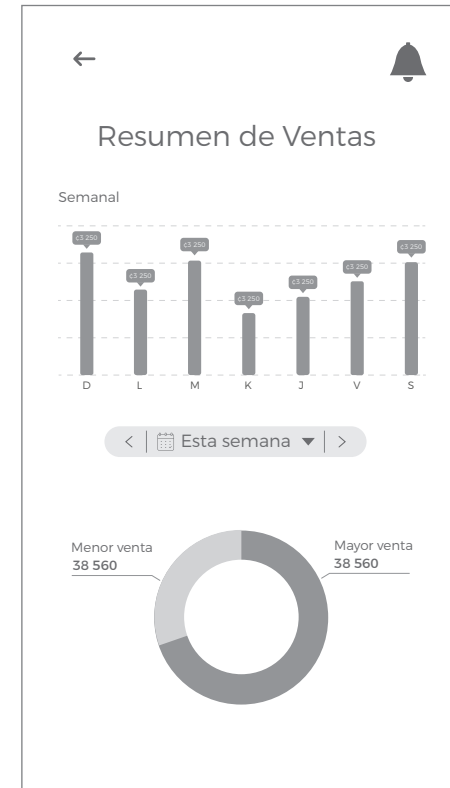 Resumen de Ventas
Semanal
¢3 250
¢3 250
¢3 250
¢3 250
¢3 250
¢3 250
¢3 250
D L M K J V S
< | Esta semana | >
Menor venta
38 560
Mayor venta
38 560